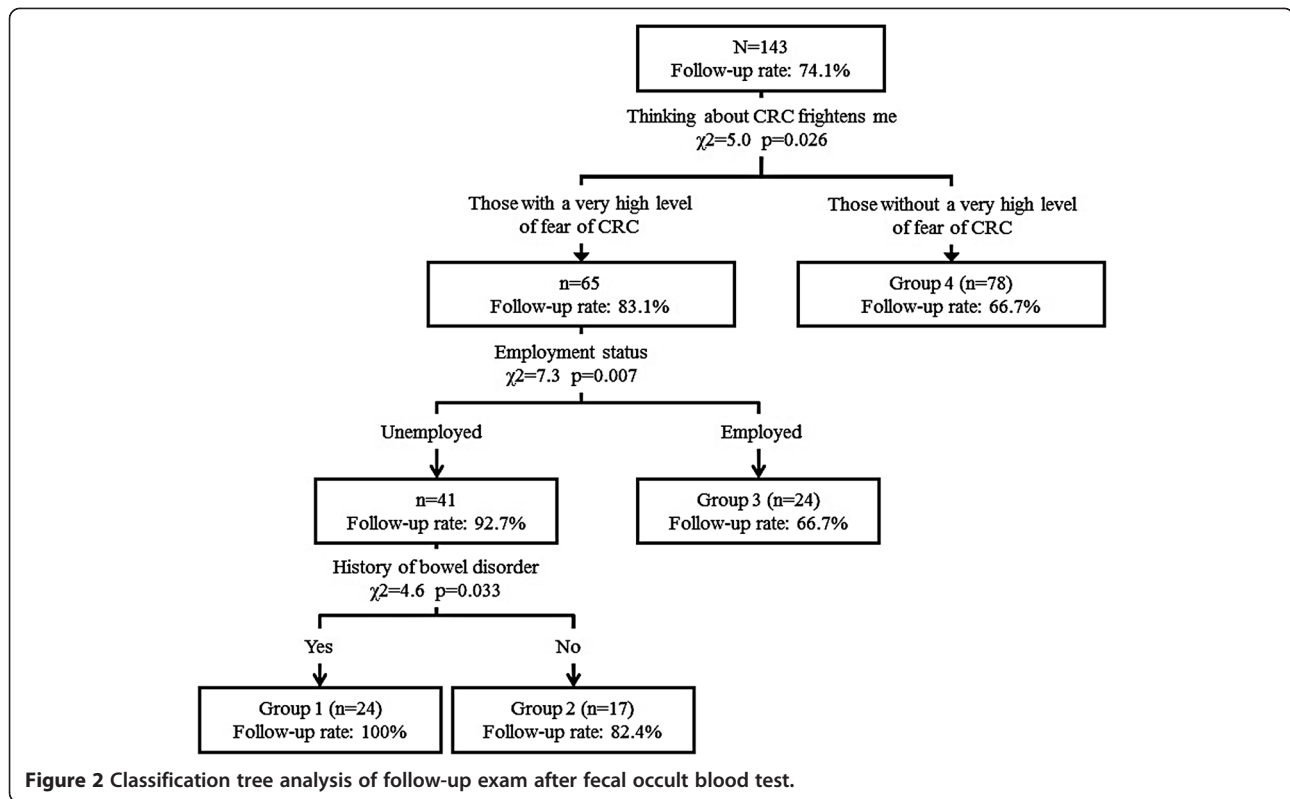 N=143
Follow-up rate: 74.1%
Thinking about CRC frightens me
χ2=5.0 p=0.026
Those with a very high level
of fear of CRC
Those without a very high level
of fear of CRC
n=65
Follow-up rate: 83.1%
Group 4 (n=78)
Follow-up rate: 66.7%
Employment status
χ2=7.3 p=0.007
Unemployed
Employed
n=41
Follow-up rate: 92.7%
Group 3 (n=24)
Follow-up rate: 66.7%
History of bowel disorder
χ2=4.6 p=0.033
Yes
No
Group 1 (n=24)
Follow-up rate: 100%
Group 2 (n=17)
Follow-up rate: 82.4%
Figure 2 Classification tree analysis of follow-up exam after fecal occult blood test.